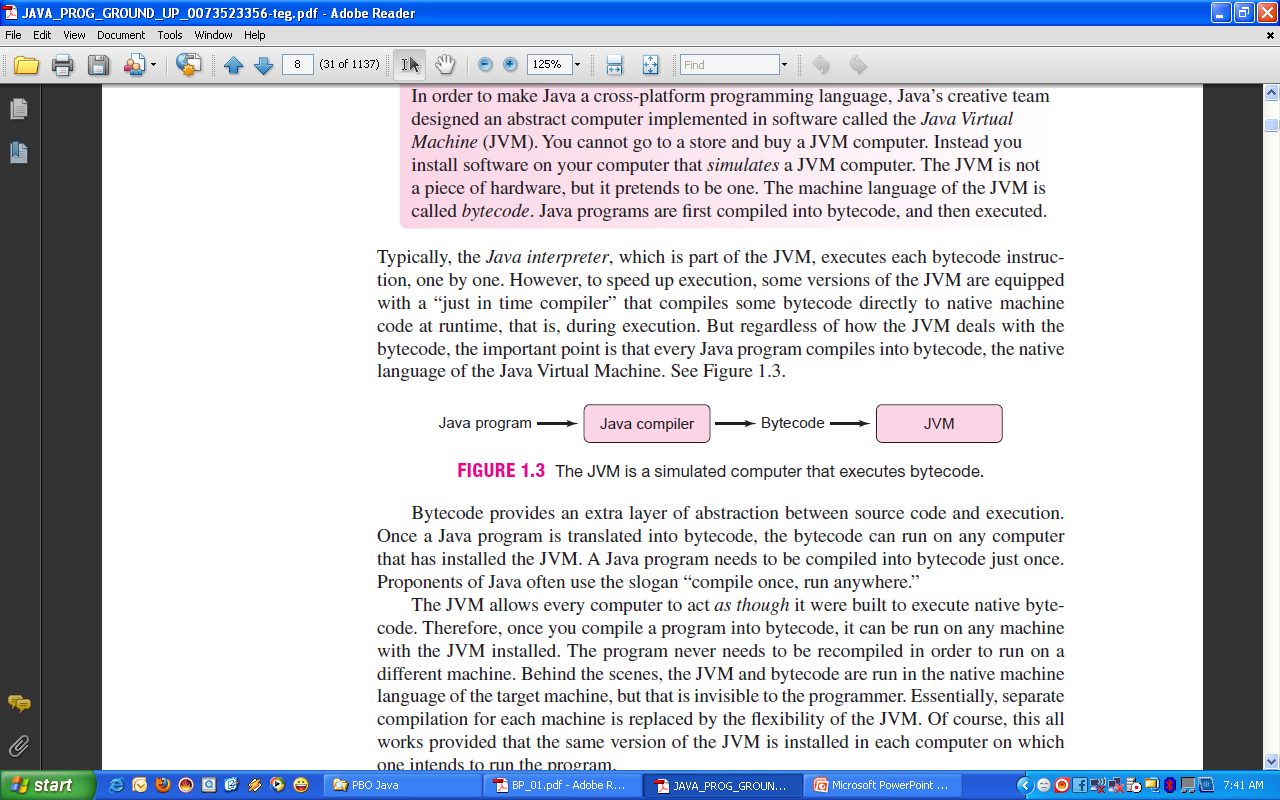 JAVA_PROG_GROUND_UP_0073523356-teg.pdf - Adobe Reader
File Edit View Document Tools Window Help
8 (31 of 1137) 125% Find
In order to make Java a cross-platform programming language, Java's creative team
designed an abstract computer implemented in software called the Java Virtual
Machine (JVM). You cannot go to a store and buy a JVM computer. Instead you
install software on your computer that simulates a JVM computer. The JVM is not
a piece of hardware, but it pretends to be one. The machine language of the JVM is
called bytecode. Java programs are first compiled into bytecode, and then executed.
Typically, the Java interpreter, which is part of the JVM, executes each bytecode instruc-
tion, one by one. However, to speed up execution, some versions of the JVM are equipped
with a “just in time compiler” that compiles some bytecode directly to native machine
code at runtime, that is, during execution. But regardless of how the JVM deals with the
bytecode, the important point is that every Java program compiles into bytecode, the native
language of the Java Virtual Machine. See Figure 1.3.
Java program Java compiler Bytecode JVM
FIGURE 1.3 The JVM is a simulated computer that executes bytecode.
Bytecode provides an extra layer of abstraction between source code and execution.
Once a Java program is translated into bytecode, the bytecode can run on any computer
that has installed the JVM. A Java program needs to be compiled into bytecode just once.
Proponents of Java often use the slogan “compile once, run anywhere.”
The JVM allows every computer to act as though it were built to execute native byte-
code. Therefore, once you compile a program into bytecode, it can be run on any machine
with the JVM installed. The program never needs to be recompiled in order to run on a
different machine. Behind the scenes, the JVM and bytecode are run in the native machine
language of the target machine, but that is invisible to the programmer. Essentially, separate
compilation for each machine is replaced by the flexibility of the JVM. Of course, this all
works provided that the same version of the JVM is installed in each computer on which
one intends to run the program.
start PBO Java BP_01.pdf - Adobe R... JAVA_PROG_GROUN... Microsoft PowerPoint ... 7:41 AM